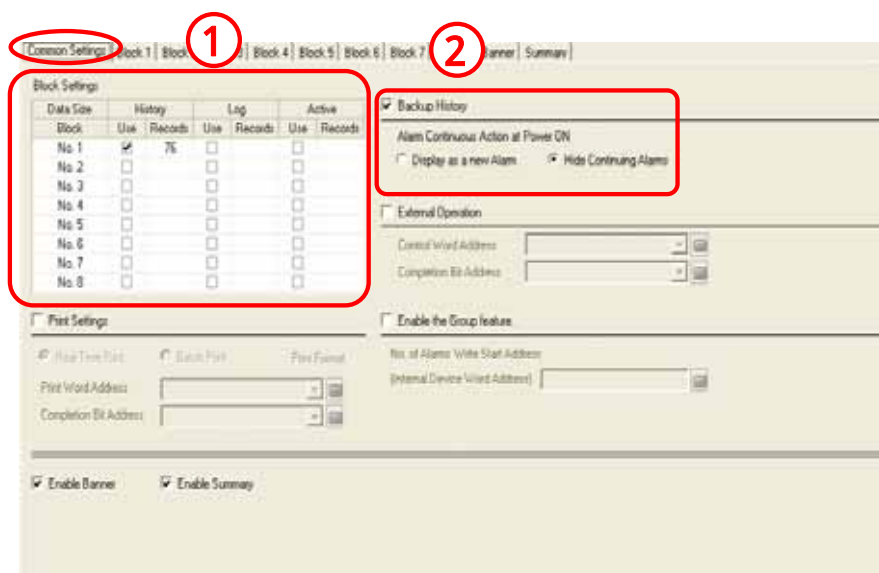 Common Settings Block 1 Block 1 3 Block 4 Block 5 Block 6 Block 7 2 Banner Summary
Block Settings
Data Size History Log Active
Block Use Records Use Records Use Records
No. 1 76
No. 2
No. 3
No. 4
No. 5
No. 6
No. 7
No. 8
Backup History
Alarm Continuous Action at Power ON
Display as a new Alarm Hide Continuing Alarms
External Operation
Control Word Address
Completion Bit Address
Print Settings
Real Time Print Batch Print Print Format
Print Word Address
Completion Bit Address
Enable the Group feature
No. of Alarms Write Start Address
(Internal Device Word Address)
Enable Banner Enable Summary